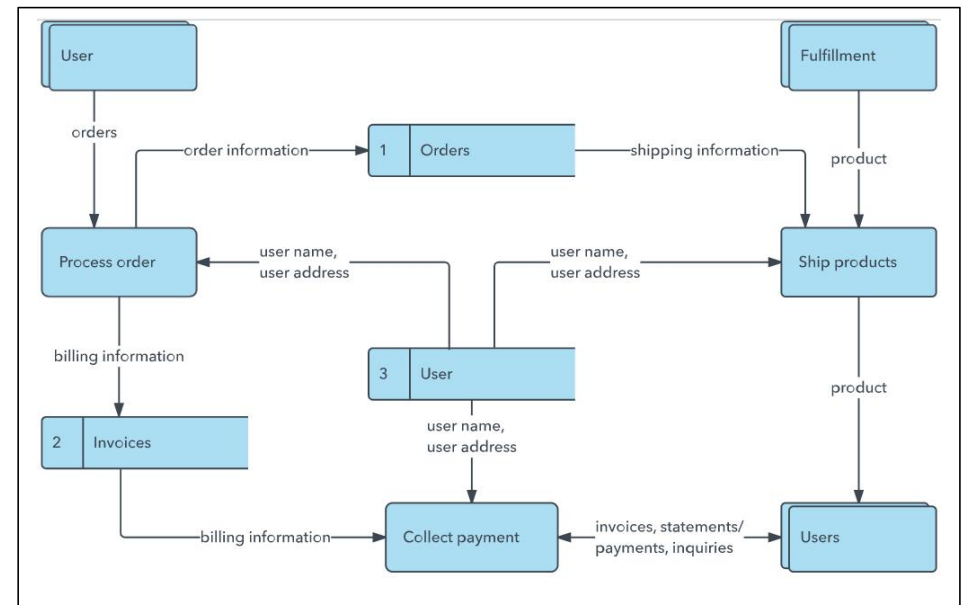 User
Fulfillment
orders
order information
1 Orders
shipping information
product
Process order
user name,
user address
user name,
user address
Ship products
billing information
3 User
product
2 Invoices
user name,
user address
billing information
Collect payment
invoices, statements/
payments, inquiries
Users